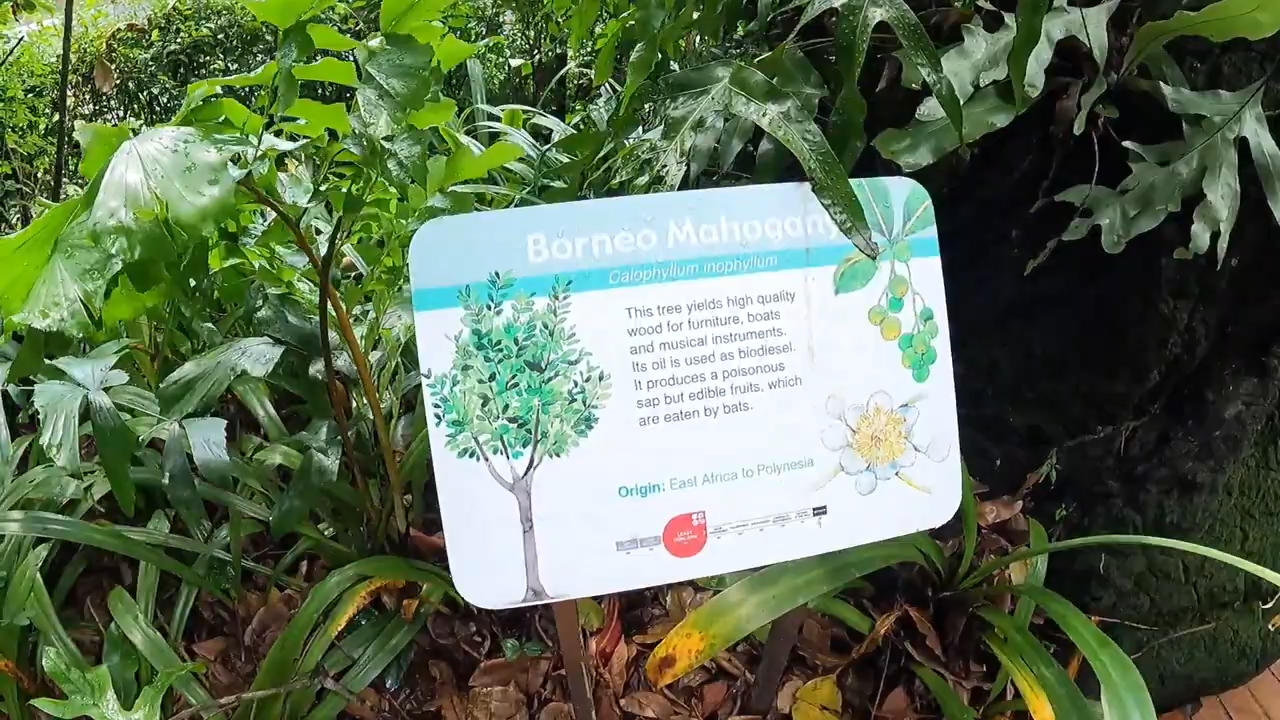 Borneo Mahogany
Calophyllum inophyllum
This tree yields high quality
wood for furniture, boats
and musical instruments.
Its oil is used as biodiesel.
It produces a poisonous
sap but edible fruits, which
are eaten by bats.
Origin: East Africa to Polynesia
LEAST
CONCERN